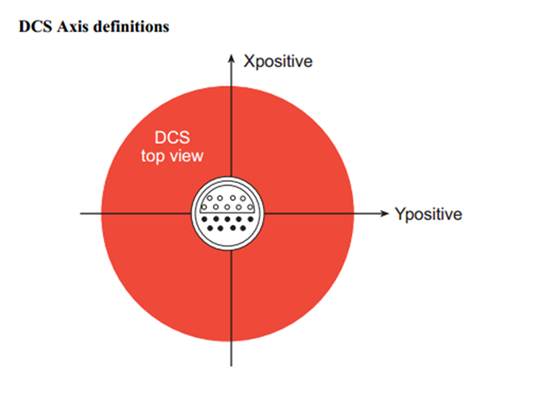 DCS Axis definitions
Xpositive
DCS
top view
Ypositive